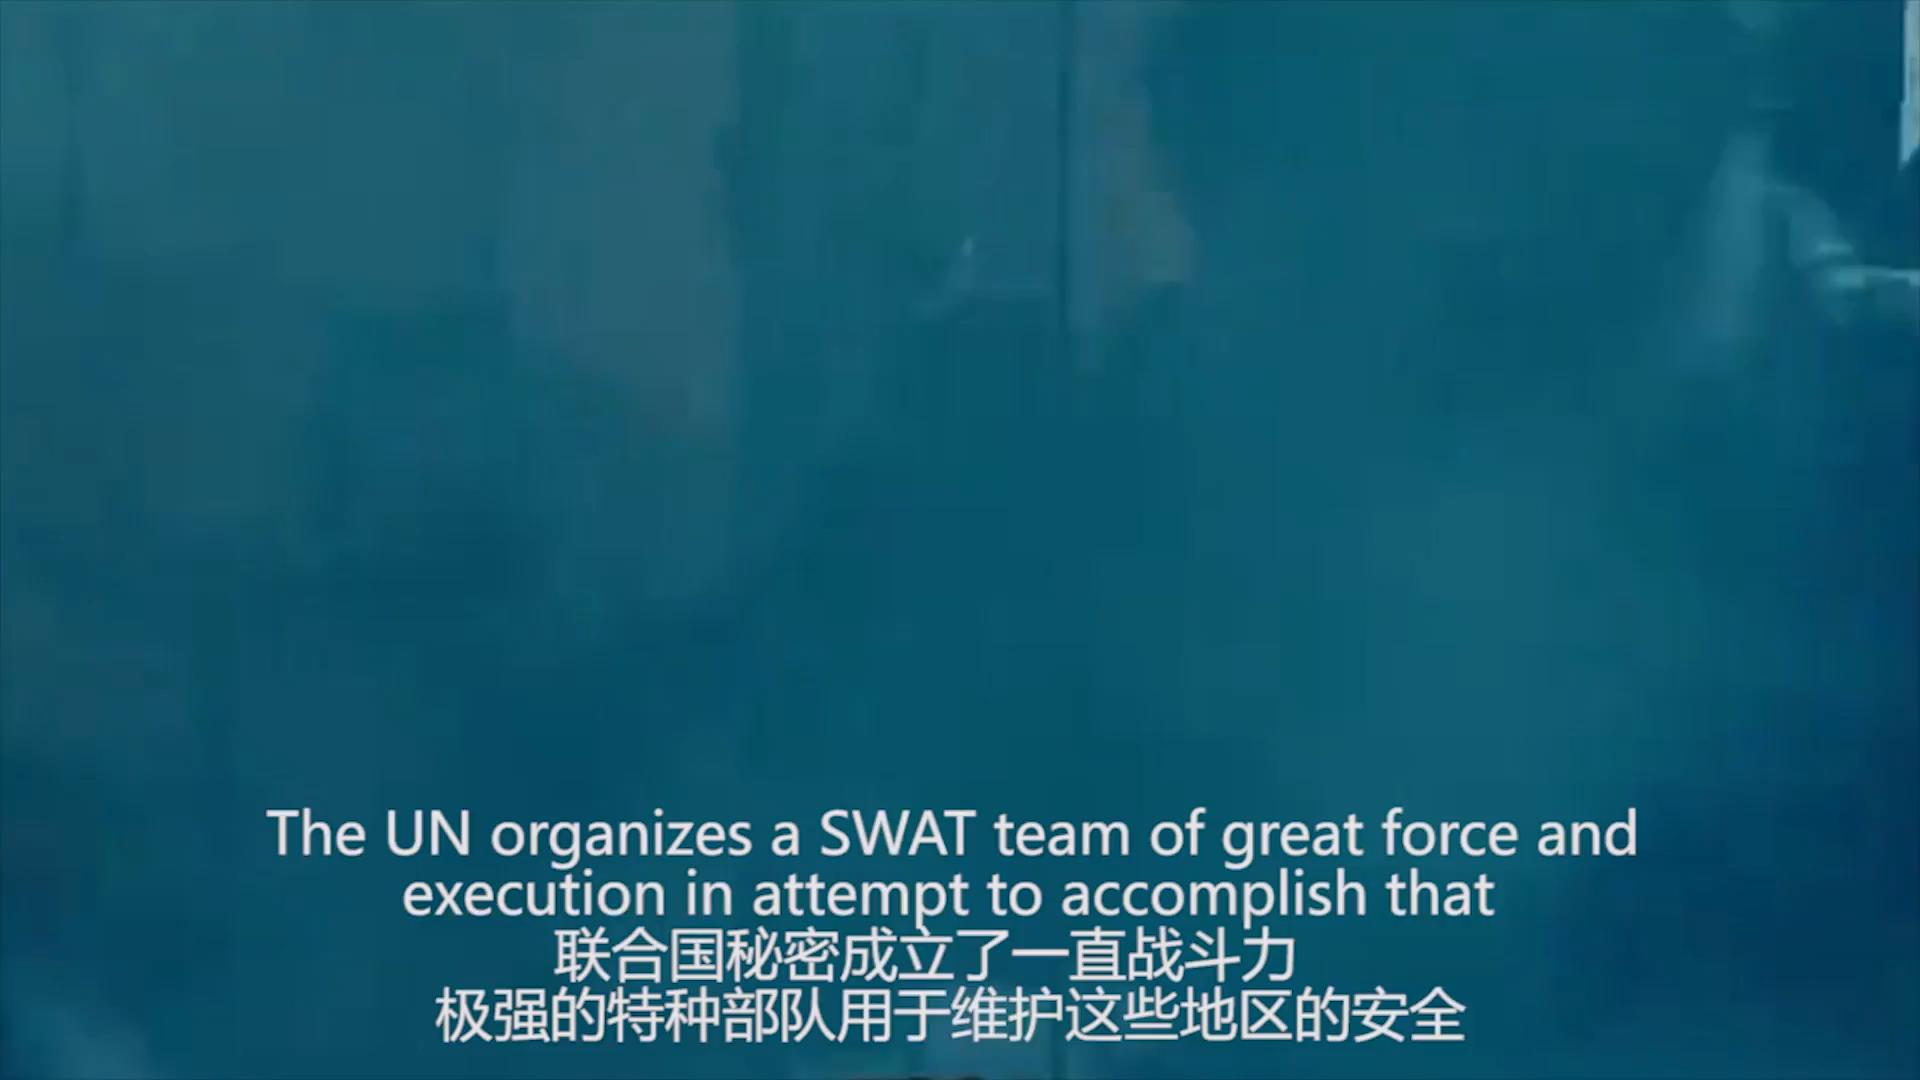 The UN organizes a SWAT team of great force and
execution in attempt to accomplish that
联合国秘密成立了一直战斗力
极强的特种部队用于维护这些地区的安全